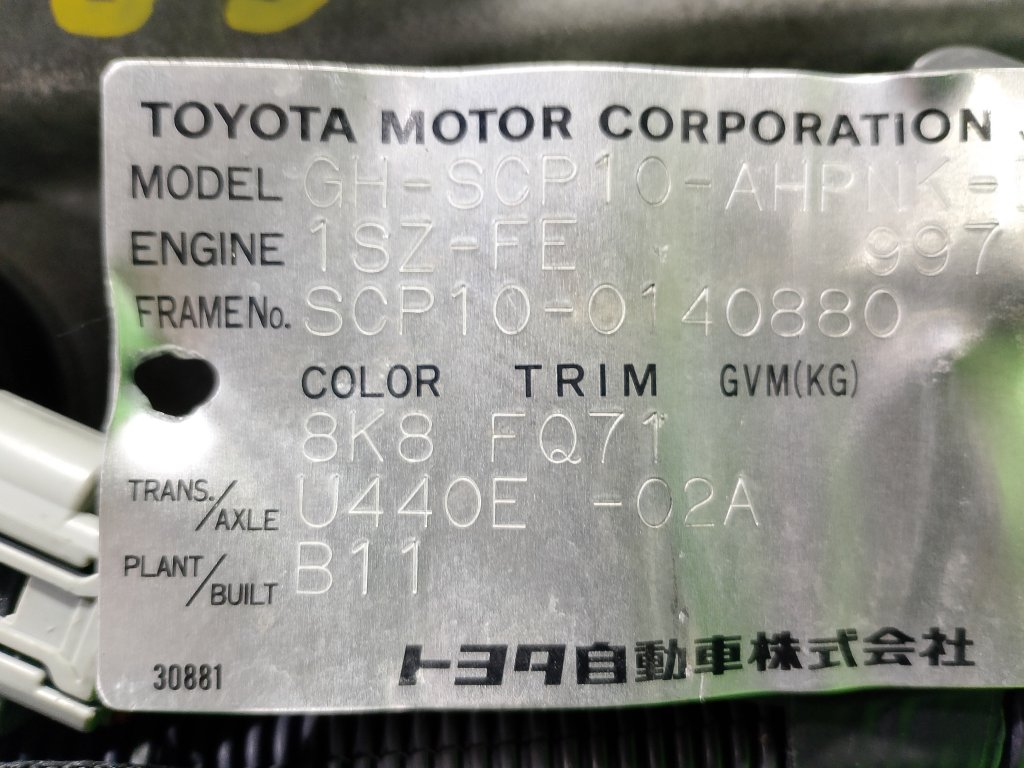 TOYOTA MOTOR CORPORATION
MODEL GH-SCP10-AHPNK-
ENGINE 1SZ-FE 997
FRAME No. SCP10-0140880
COLOR TRIM GVM(KG)
8K8 FQ71
TRANS./AXLE U440E -02A
PLANT/BUILT B11
30881 トヨタ自動車株式会社